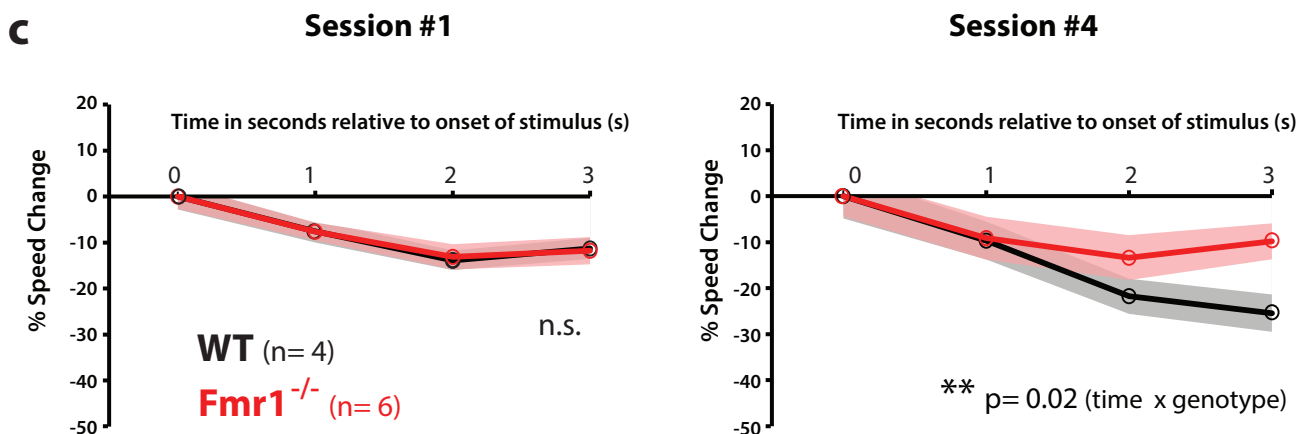 c
Session #1
Session #4
Time in seconds relative to onset of stimulus (s)
% Speed Change
20
10
0
-10
-20
-30
-40
-50
0 1 2 3
n.s.
WT (n= 4)
Fmr1 -/- (n= 6)
Time in seconds relative to onset of stimulus (s)
% Speed Change
20
10
0
-10
-20
-30
-40
-50
0 1 2 3
** p= 0.02 (time x genotype)